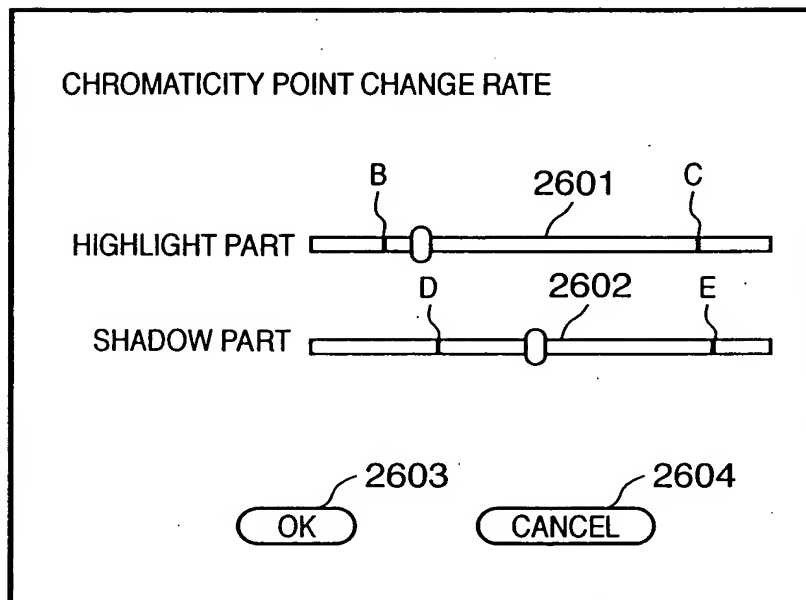 CHROMATICITY POINT CHANGE RATE
B 2601 C
HIGHLIGHT PART
D 2602 E
SHADOW PART
2603 2604
OK CANCEL